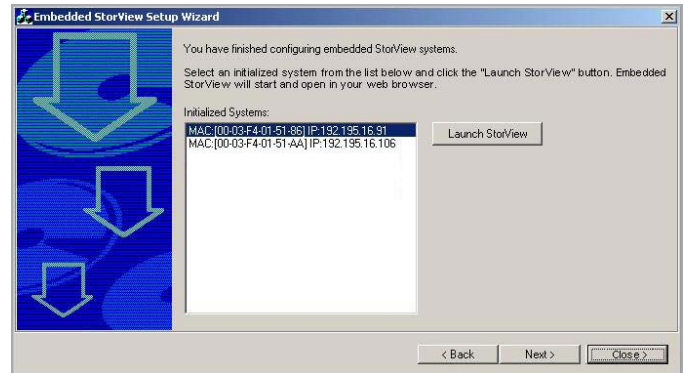 Embedded StorView Setup Wizard
You have finished configuring embedded StorView systems.
Select an initialized system from the list below and click the "Launch StorView" button. Embedded
StorView will start and open in your web browser.
Initialized Systems:
MAC:[00-03-F4-01-51-86] IP:192.195.16.91
MAC:[00-03-F4-01-51-AA] IP:192.195.16.106
Launch StorView
< Back
Next >
Close >